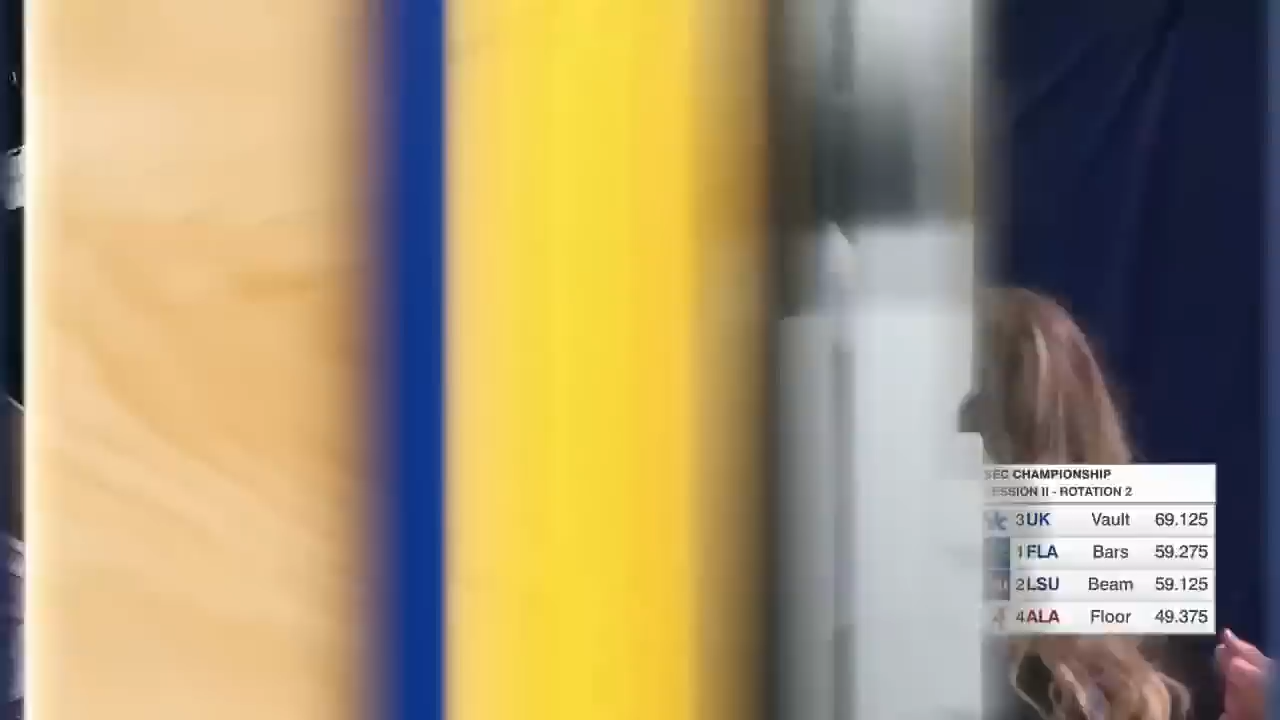 SEC CHAMPIONSHIP
ESSION II - ROTATION 2
3 UK Vault 69.125
1 FLA Bars 59.275
2 LSU Beam 59.125
4 ALA Floor 49.375